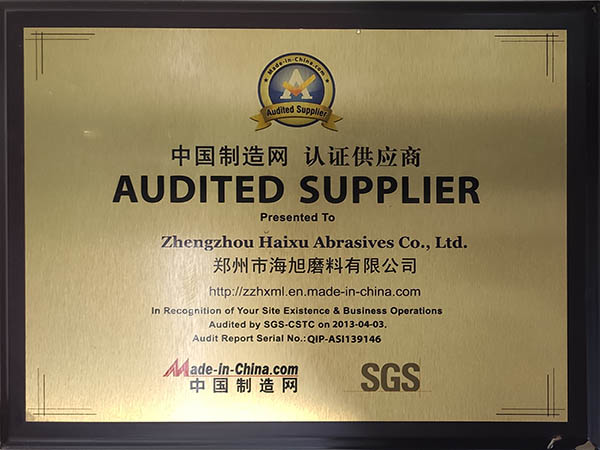 Made-in-China.com
Audited Supplier
中国制造网 认证供应商
AUDITED SUPPLIER
Presented To
Zhengzhou Haixu Abrasives Co., Ltd.
郑州市海旭磨料有限公司
http://zzhxml.en.made-in-china.com
In Recognition of Your Site Existence & Business Operations
Audited by SGS-CSTC on 2013-04-03.
Audit Report Serial No.: QIP-ASI139146
Made-in-China.com
中国制造网
SGS